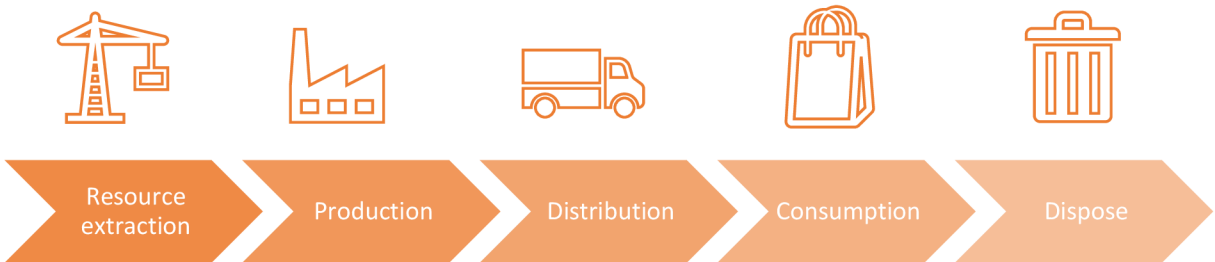 Resource
extraction
Production
Distribution
Consumption
Dispose